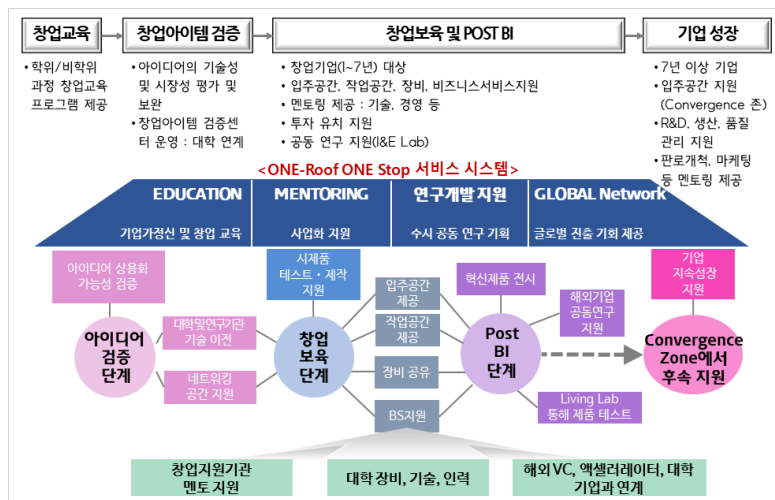 창업교육
창업아이템 검증
창업보육 및 POST BI
기업 성장
• 학위/비학위
과정 창업교육
프로그램 제공
• 아이디어의 기술성
및 시장성 평가 및
보완
• 창업아이템 검증센
터 운영 : 대학 연계
• 창업기업(1~7년) 대상
• 입주공간, 작업공간, 장비, 비즈니스서비스지원
• 멘토링 제공 : 기술, 경영 등
• 투자 유치 지원
• 공동 연구 지원(I&E Lab)
• 7년 이상 기업
• 입주공간 지원
(Convergence 존)
• R&D, 생산, 품질
관리 지원
• 판로개척, 마케팅
등 멘토링 제공
<ONE-Roof ONE Stop 서비스 시스템>
EDUCATION
MENTORING
연구개발 지원
GLOBAL Network
기업가정산 및 창업 교육
사업화 지원
수시 공동 연구 기획
글로벌 진출 기회 제공
아이디어 상용화
가능성 검증
시제품
테스트·제작
지원
입주공간
제공
혁신제품 전시
기업
지속성장
지원
아이디어
검증
단계
대학및연구기관
기술 이전
네트워킹
공간 지원
창업
보육
단계
작업공간
제공
장비 공유
BS지원
Post
BI
단계
해외기업
공동연구
지원
Living Lab
통해 제품 테스트
Convergence
Zone에서
후속 지원
창업지원기관
멘토 지원
대학 장비, 기술, 인력
해외 VC, 액셀러레이터, 대학
기업과 연계